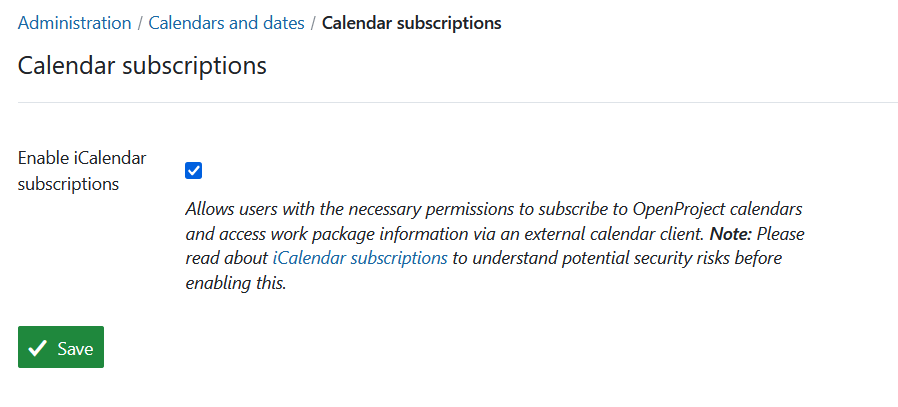 Administration / Calendars and dates / Calendar subscriptions
Calendar subscriptions
Enable iCalendar
subscriptions
Allows users with the necessary permissions to subscribe to OpenProject calendars
and access work package information via an external calendar client. Note: Please
read about iCalendar subscriptions to understand potential security risks before
enabling this.
Save